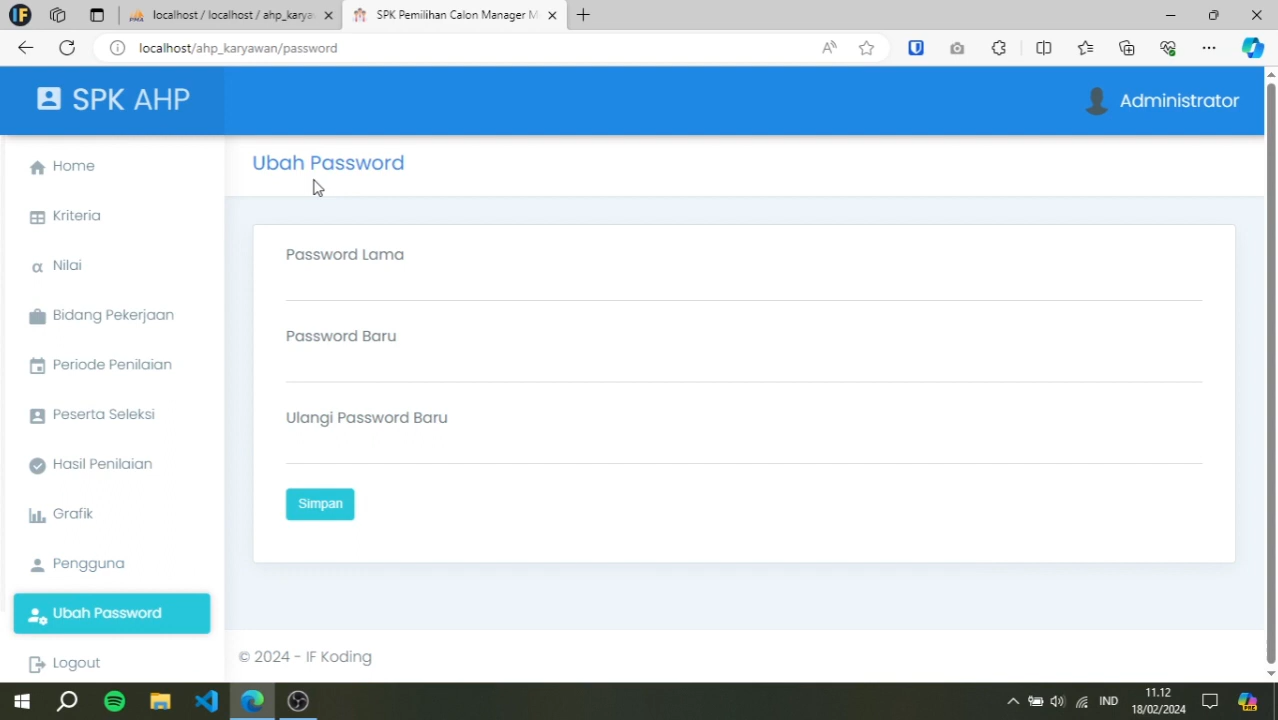 localhost / localhost / ahp_karya
SPK Pemilihan Calon Manager M
localhost/ahp_karyawan/password
SPK AHP
Administrator
Home
Kriteria
α Nilai
Bidang Pekerjaan
Periode Penilaian
Peserta Seleksi
Hasil Penilaian
Grafik
Pengguna
Ubah Password
Logout
Ubah Password
Password Lama
Password Baru
Ulangi Password Baru
Simpan
© 2024 - IF Koding
IND
11.12
18/02/2024